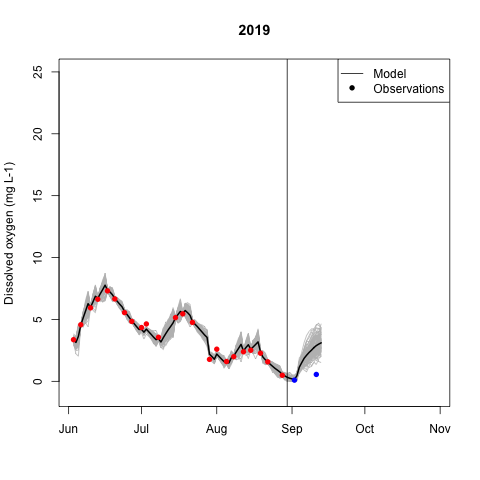 2019
Model
Observations
Dissolved oxygen (mg L-1)
25
20
15
10
5
0
Jun Jul Aug Sep Oct Nov